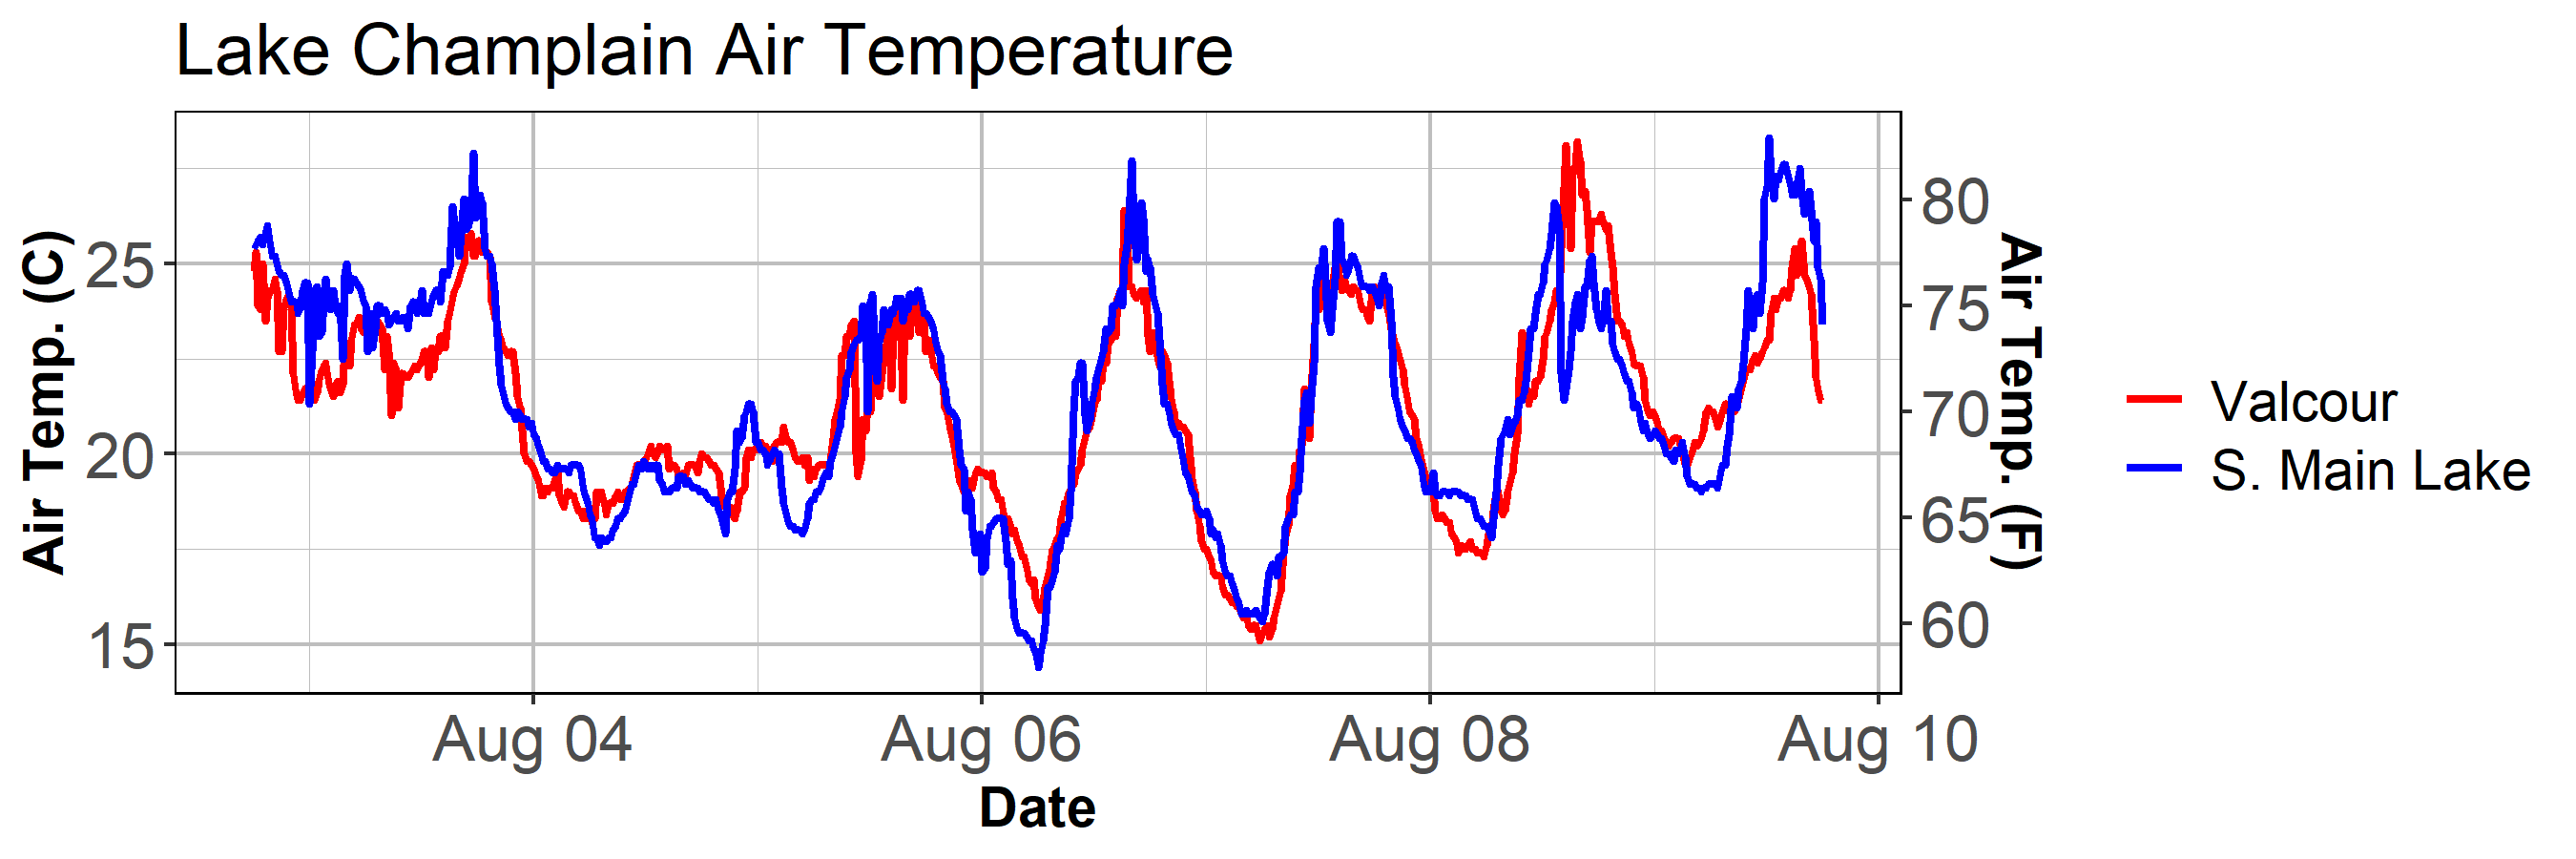 Lake Champlain Air Temperature
Air Temp. (C)
25
20
15
80
75
70
65
60
Air Temp. (F)
Aug 04
Aug 06
Aug 08
Aug 10
Date
Valcour
S. Main Lake